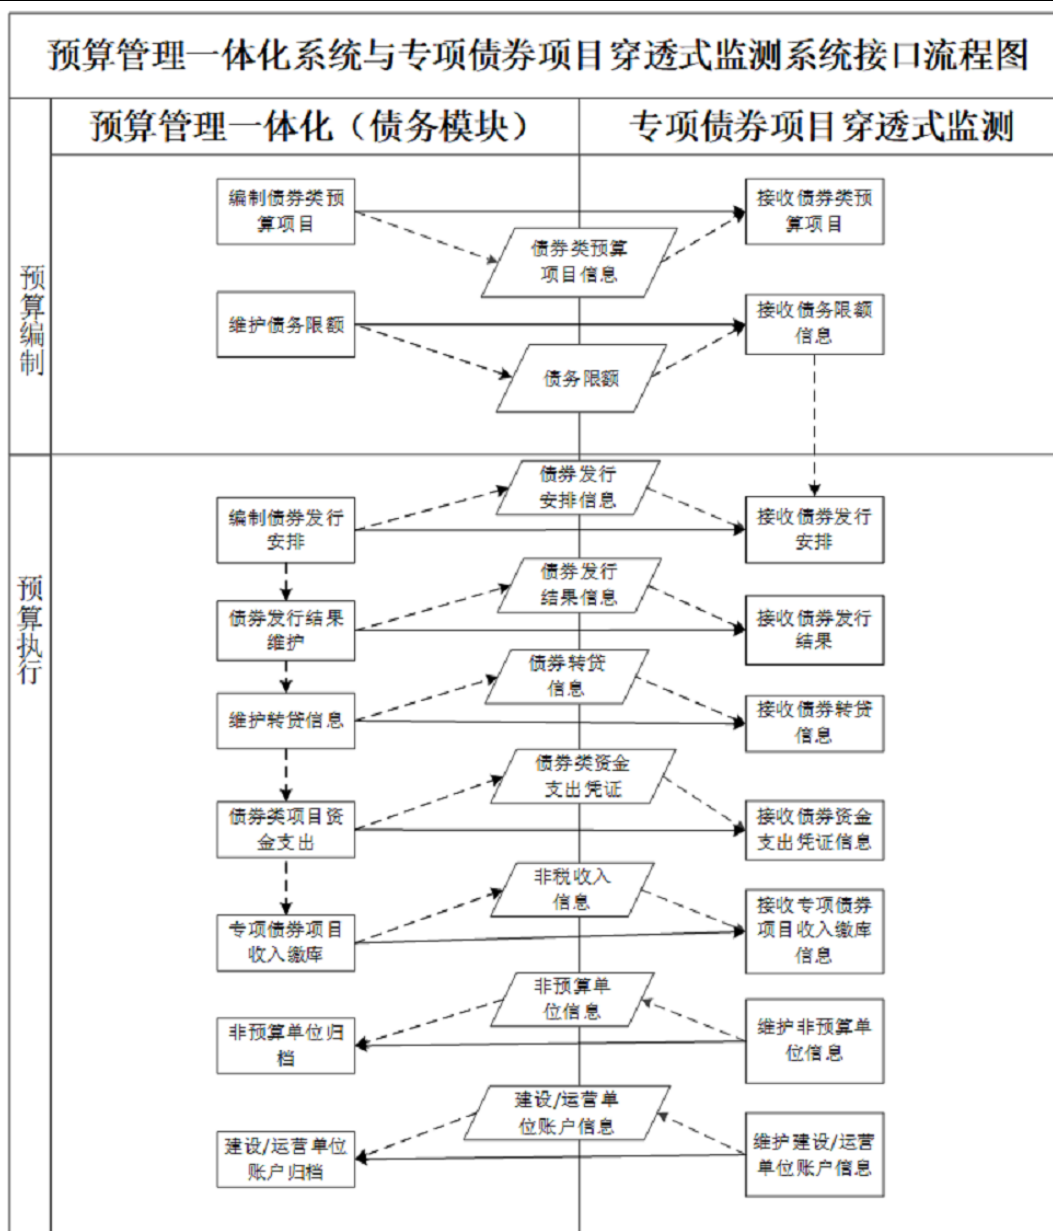 预算管理一体化系统与专项债券项目穿透式监测系统接口流程图
预算管理一体化（债务模块）
专项债券项目穿透式监测
预算编制
编制债券类预
算项目
债券类预算
项目信息
接收债券类预
算项目
维护债务限额
债务限额
接收债务限额
信息
预算执行
编制债券发行
安排
债券发行
安排信息
接收债券发行
安排
债券发行结果
维护
债券发行
结果信息
接收债券发行
结果
维护转贷信息
债券转贷
信息
接收债券转贷
信息
债券类项目资
金支出
债券类资金
支出凭证
接收债券资金
支出凭证信息
专项债券项目
收入缴库
非税收入
信息
接收专项债券
项目收入缴库
信息
非预算单位归
档
非预算单
位信息
维护非预算单
位信息
建设/运营单位
账户归档
建设/运营单
位账户信息
维护建设/运营
单位账户信息